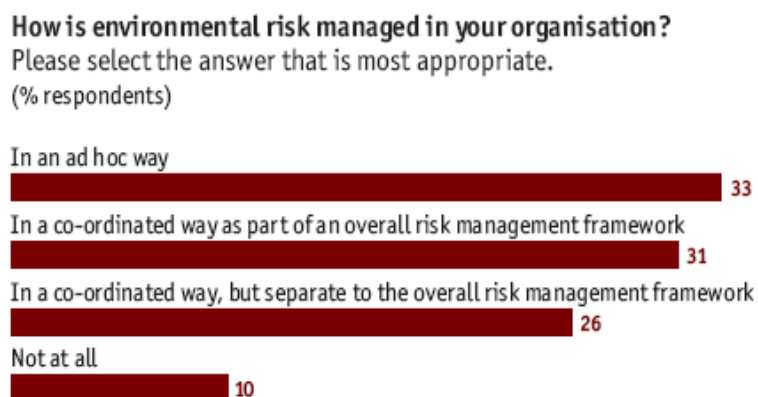 How is environmental risk managed in your organisation?
Please select the answer that is most appropriate.
(% respondents)
In an ad hoc way
33
In a co-ordinated way as part of an overall risk management framework
31
In a co-ordinated way, but separate to the overall risk management framework
26
Not at all
10